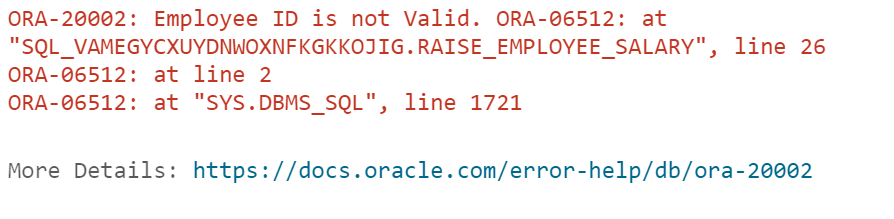 ORA-20002: Employee ID is not Valid. ORA-06512: at
"SQL_VAMEGYCXUYDNWOXNFKGKKOJIG.RAISE_EMPLOYEE_SALARY", line 26
ORA-06512: at line 2
ORA-06512: at "SYS.DBMS_SQL", line 1721
More Details: https://docs.oracle.com/error-help/db/ora-20002